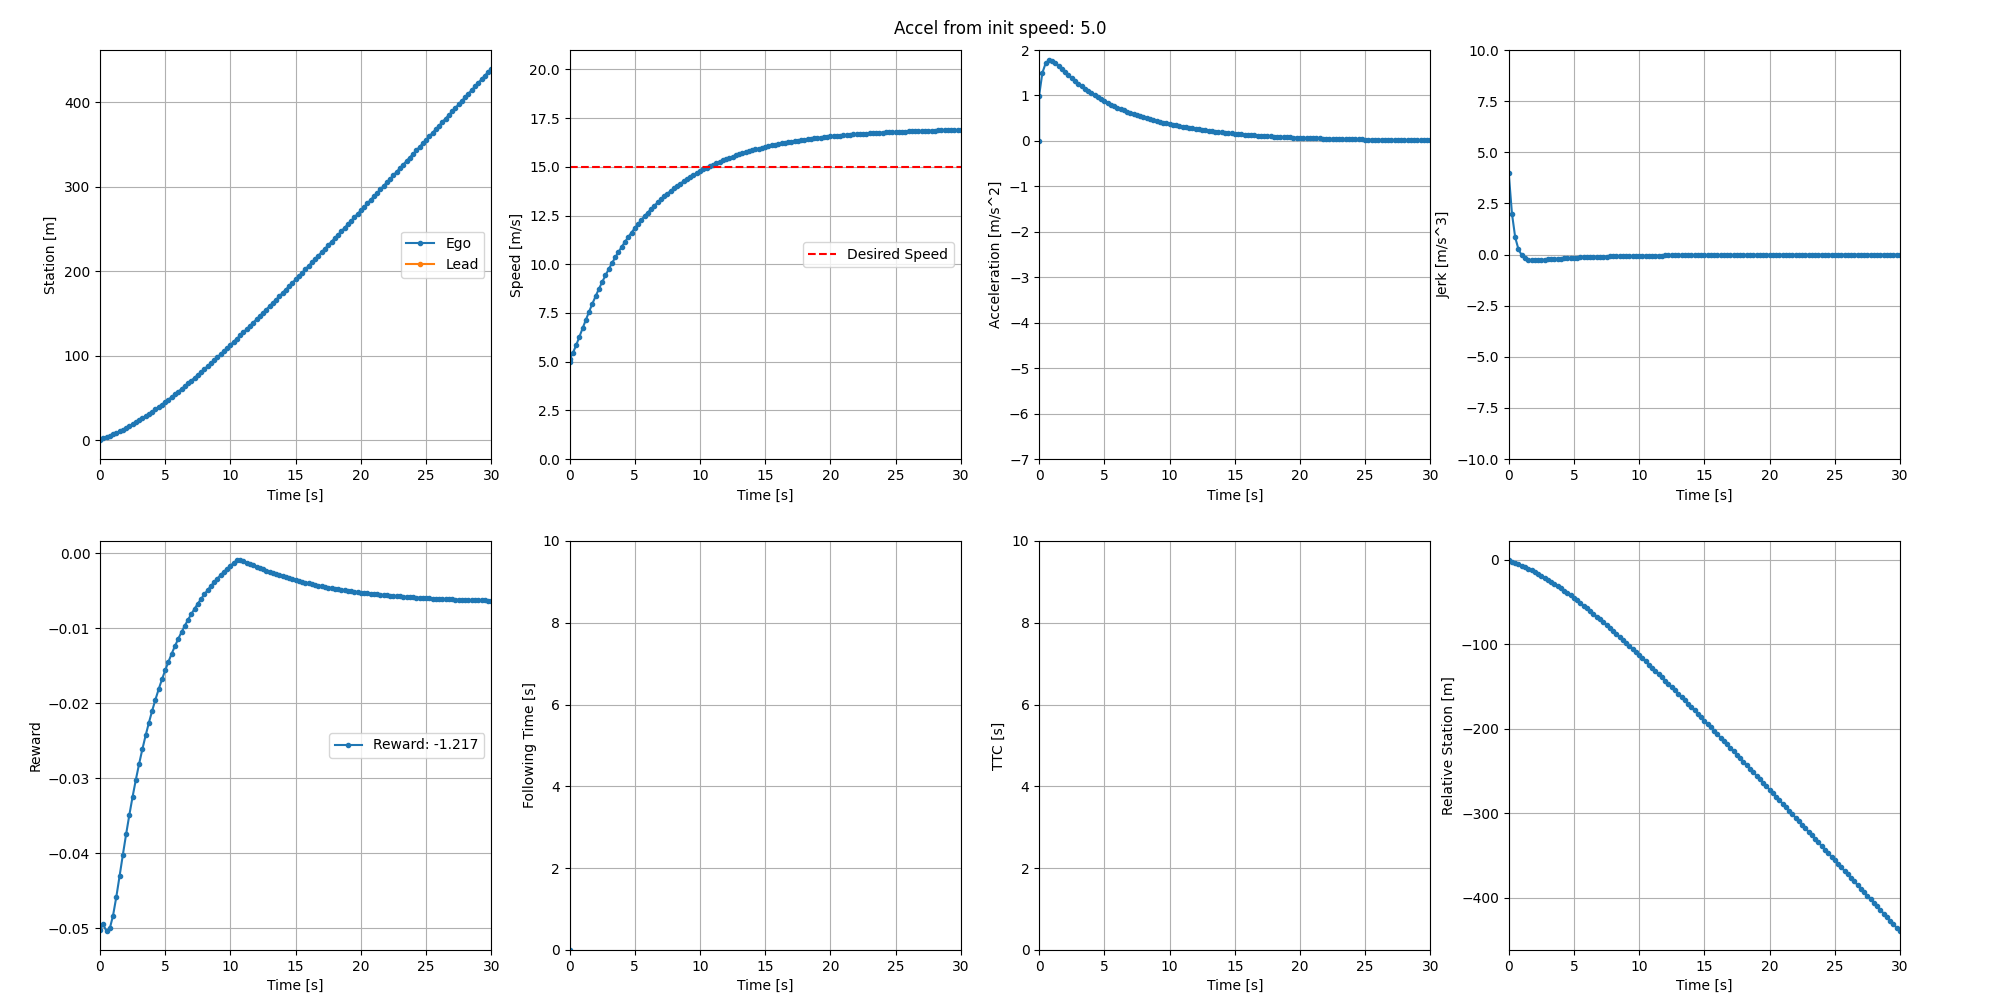 Accel from init speed: 5.0
Station [m]
400
300
200
100
0
Ego
Lead
0 5 10 15 20 25 30
Time [s]
Speed [m/s]
20.0
17.5
15.0
12.5
10.0
7.5
5.0
2.5
0.0
Desired Speed
0 5 10 15 20 25 30
Time [s]
Acceleration [m/s^2]
2
1
0
−1
−2
−3
−4
−5
−6
−7
0 5 10 15 20 25 30
Time [s]
Jerk [m/s^3]
10.0
7.5
5.0
2.5
0.0
−2.5
−5.0
−7.5
−10.0
0 5 10 15 20 25 30
Time [s]
Reward
0.00
−0.01
−0.02
−0.03
−0.04
−0.05
Reward: -1.217
0 5 10 15 20 25 30
Time [s]
Following Time [s]
10
8
6
4
2
0
0 5 10 15 20 25 30
Time [s]
TTC [s]
10
8
6
4
2
0
0 5 10 15 20 25 30
Time [s]
Relative Station [m]
0
−100
−200
−300
−400
0 5 10 15 20 25 30
Time [s]